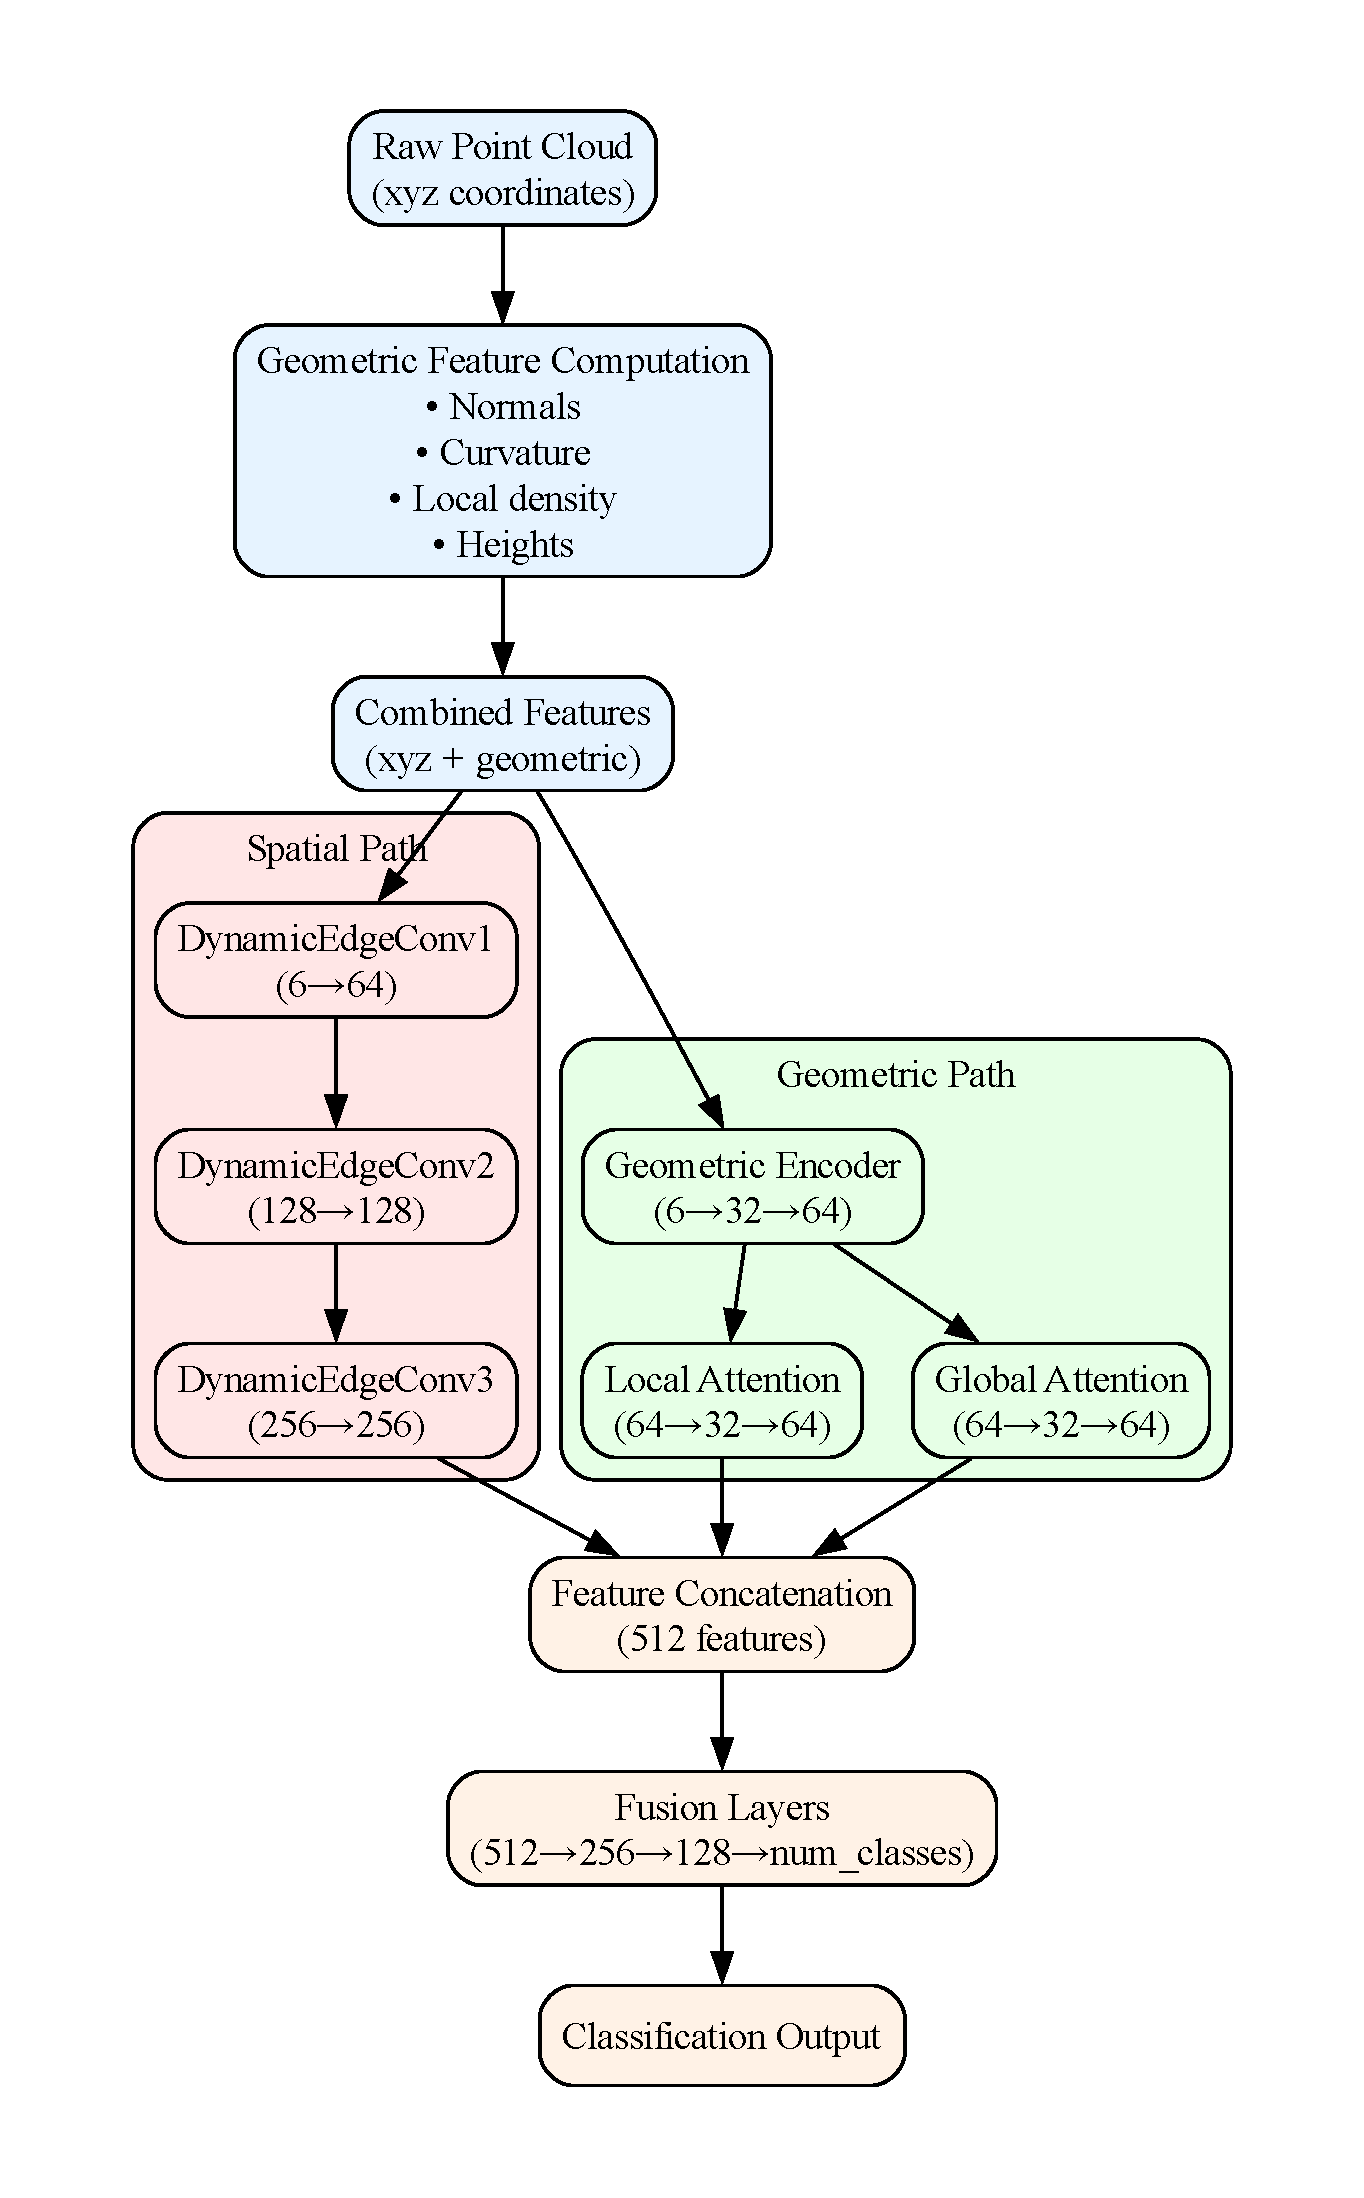 Raw Point Cloud
(xyz coordinates)
Geometric Feature Computation
• Normals
• Curvature
• Local density
• Heights
Combined Features
(xyz + geometric)
Spatial Path
DynamicEdgeConv1
(6→64)
DynamicEdgeConv2
(128→128)
DynamicEdgeConv3
(256→256)
Geometric Path
Geometric Encoder
(6→32→64)
Local Attention
(64→32→64)
Global Attention
(64→32→64)
Feature Concatenation
(512 features)
Fusion Layers
(512→256→128→num_classes)
Classification Output